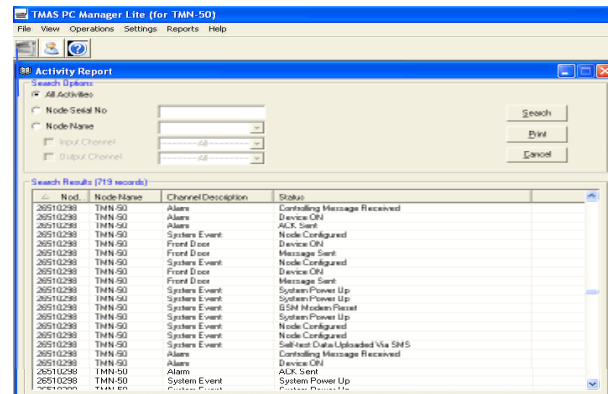 TMAS PC Manager Lite (for TMN-50)
File View Operations Settings Reports Help
Activity Report
Search Options
All Activities
Node Serial No
Search
Node Name
Print
Input Channel All
Output Channel All
Cancel
Search Results (719 records)
Nod... Node Name Channel Description Status
26510298 TMN-50 Alarm Controlling Message Received
26510298 TMN-50 Alarm Device ON
26510298 TMN-50 Alarm ACK Sent
26510298 TMN-50 System Event Node Configured
26510298 TMN-50 Front Door Device ON
26510298 TMN-50 Front Door Message Sent
26510298 TMN-50 System Event Node Configured
26510298 TMN-50 Front Door Device ON
26510298 TMN-50 Front Door Message Sent
26510298 TMN-50 System Event System Power Up
26510298 TMN-50 System Event System Power Up
26510298 TMN-50 System Event GSM Modem Reset
26510298 TMN-50 System Event System Power Up
26510298 TMN-50 System Event Node Configured
26510298 TMN-50 System Event Node Configured
26510298 TMN-50 System Event Self-test Data Uploaded Via SMS
26510298 TMN-50 Alarm Controlling Message Received
26510298 TMN-50 Alarm Device ON
26510298 TMN-50 Alarm ACK Sent
26510298 TMN-50 System Event System Power Up